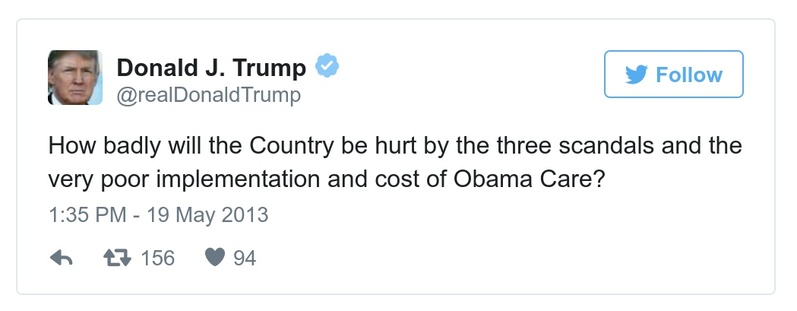 Donald J. Trump
@realDonaldTrump
Follow
How badly will the Country be hurt by the three scandals and the
very poor implementation and cost of Obama Care?
1:35 PM - 19 May 2013
156 94